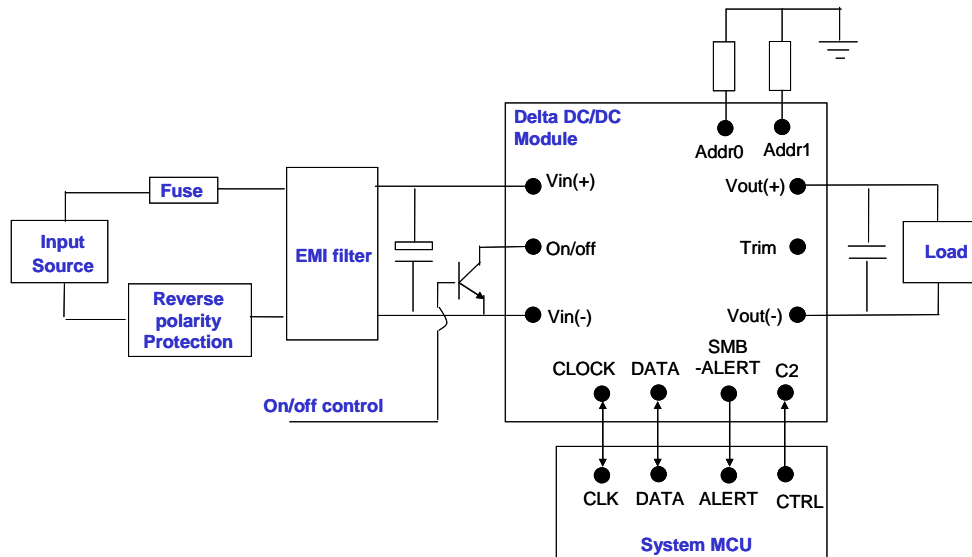 Delta DC/DC
Module
Addr0
Addr1
Vin(+)
Vout(+)
Fuse
Input
Source
EMI filter
On/off
Trim
Load
Reverse
polarity
Protection
Vin(-)
Vout(-)
CLOCK
DATA
SMB
-ALERT
C2
On/off control
CLK
DATA
ALERT
CTRL
System MCU